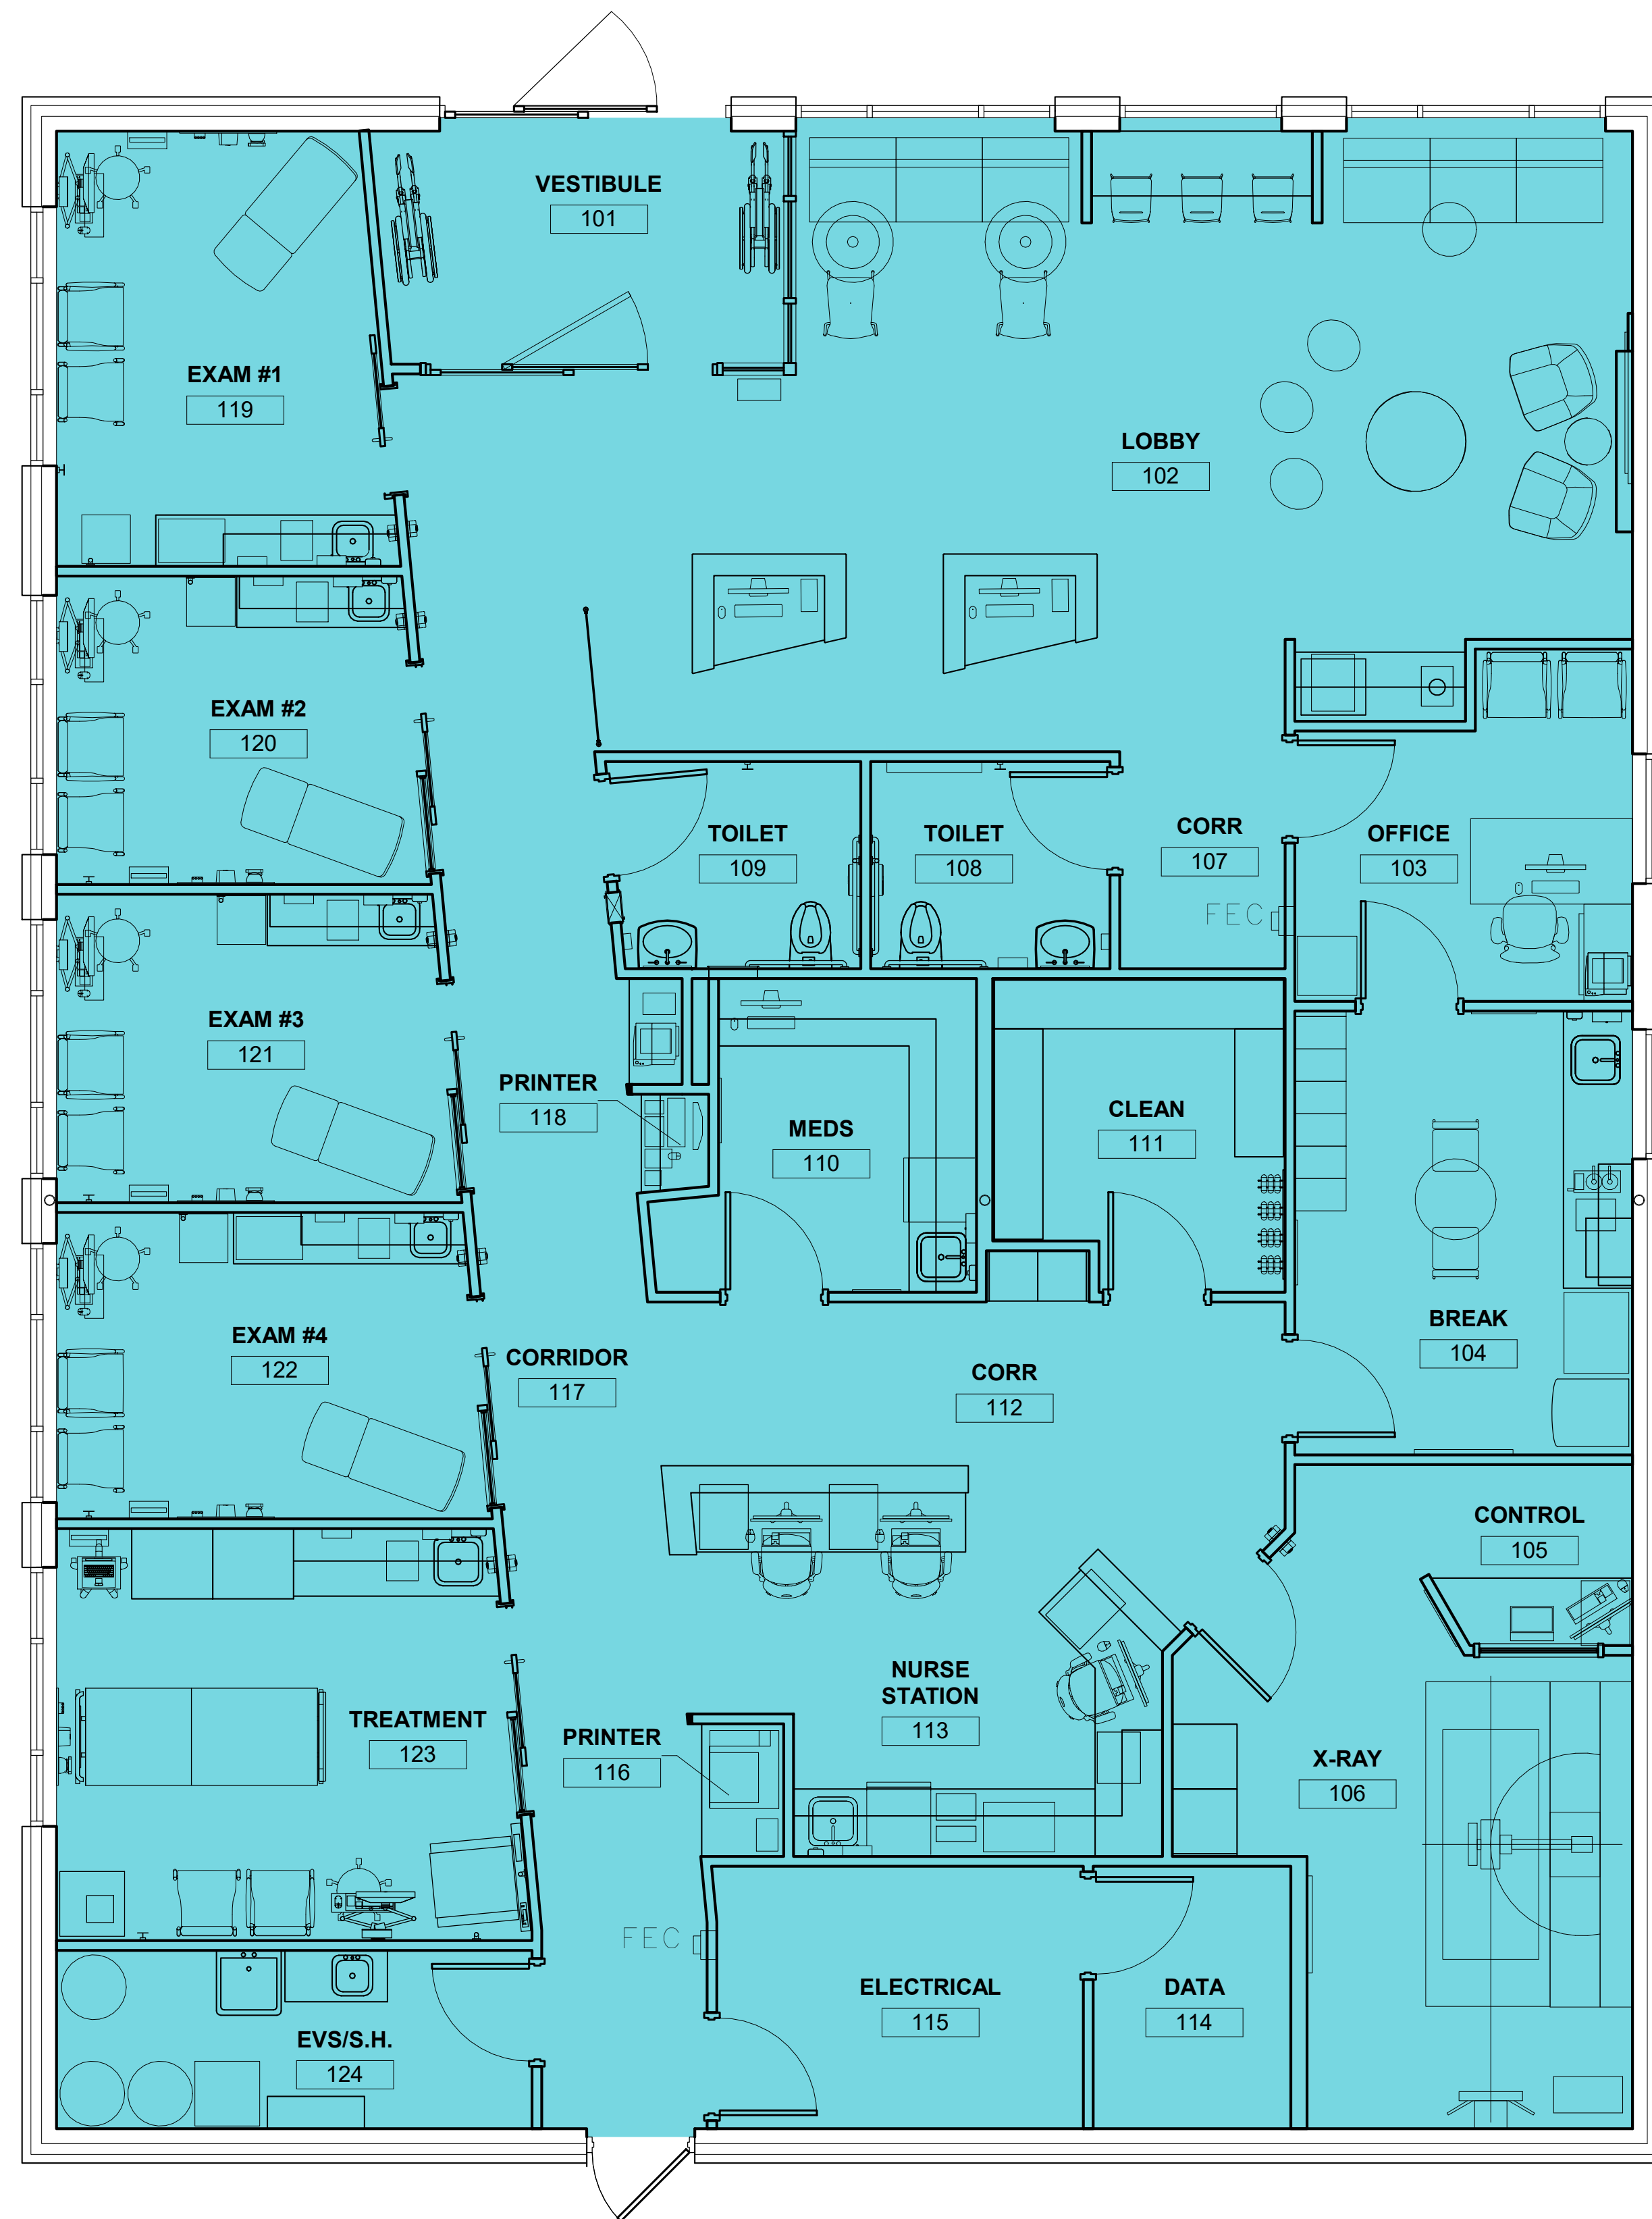 VESTIBULE
101
EXAM #1
119
LOBBY
102
EXAM #2
120
TOILET
109
TOILET
108
CORR
107
OFFICE
103
FEC
EXAM #3
121
PRINTER
118
MEDS
110
CLEAN
111
EXAM #4
122
CORRIDOR
117
CORR
112
BREAK
104
CONTROL
105
NURSE
STATION
113
TREATMENT
123
PRINTER
116
X-RAY
106
FEC
ELECTRICAL
115
DATA
114
EVS/S.H.
124